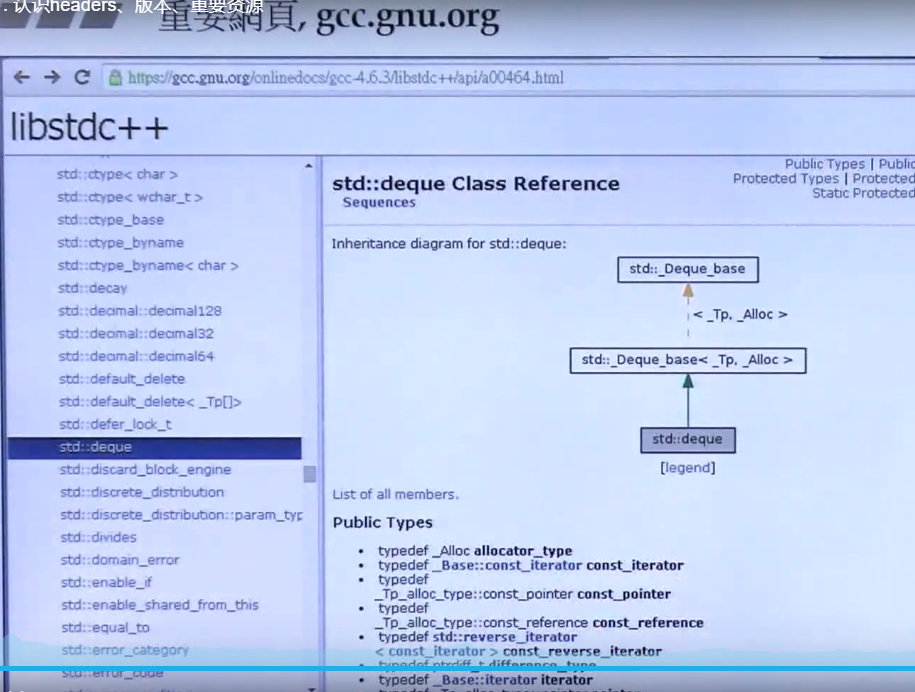 . 认识headers、版本、重要资源
重要網頁, gcc.gnu.org
https://gcc.gnu.org/onlinedocs/gcc-4.6.3/libstdc++/api/a00464.html
libstdc++
std::ctype< char >
std::ctype< wchar_t >
std::ctype_base
std::ctype_byname
std::ctype_byname< char >
std::decay
std::decimal::decimal128
std::decimal::decimal32
std::decimal::decimal64
std::default_delete
std::default_delete< _Tp[]>
std::defer_lock_t
std::deque
std::discard_block_engine
std::discrete_distribution
std::discrete_distribution::param_typ
std::divides
std::domain_error
std::enable_if
std::enable_shared_from_this
std::equal_to
std::error_category
std::error_code
Public Types | Public
Protected Types | Protected
Static Protected
std::deque Class Reference
Sequences
Inheritance diagram for std::deque:
std::_Deque_base
< _Tp, _Alloc >
std::_Deque_base< _Tp, _Alloc >
std::deque
[legend]
List of all members.
Public Types
• typedef _Alloc allocator_type
• typedef _Base::const_iterator const_iterator
• typedef
_Tp_alloc_type::const_pointer const_pointer
• typedef
_Tp_alloc_type::const_reference const_reference
• typedef std::reverse_iterator
< const_iterator > const_reverse_iterator
• typedef ptrdiff_t difference_type
• typedef _Base::iterator iterator